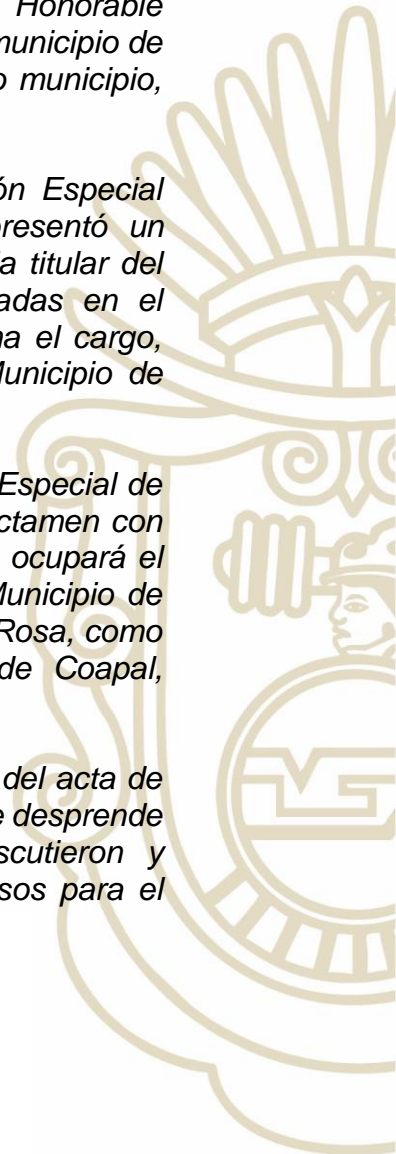 Honorable
municipio de
o municipio,
ón Especial
presentó un
a titular del
adas en el
na el cargo,
Municipio de
Especial de
ctamen con
ocupará el
Municipio de
Rosa, como
de Coapal,
del acta de
e desprende
scutieron y
sos para el